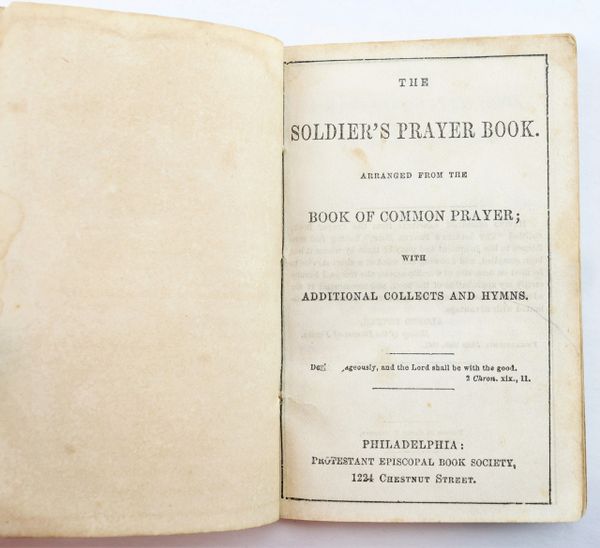 THE
SOLDIER'S PRAYER BOOK.
ARRANGED FROM THE
BOOK OF COMMON PRAYER;
WITH
ADDITIONAL COLLECTS AND HYMNS.
ageously, and the Lord shall be with the good.
2 Chron. xix., 11.
PHILADELPHIA:
PROTESTANT EPISCOPAL BOOK SOCIETY,
1224 CHESTNUT STREET.